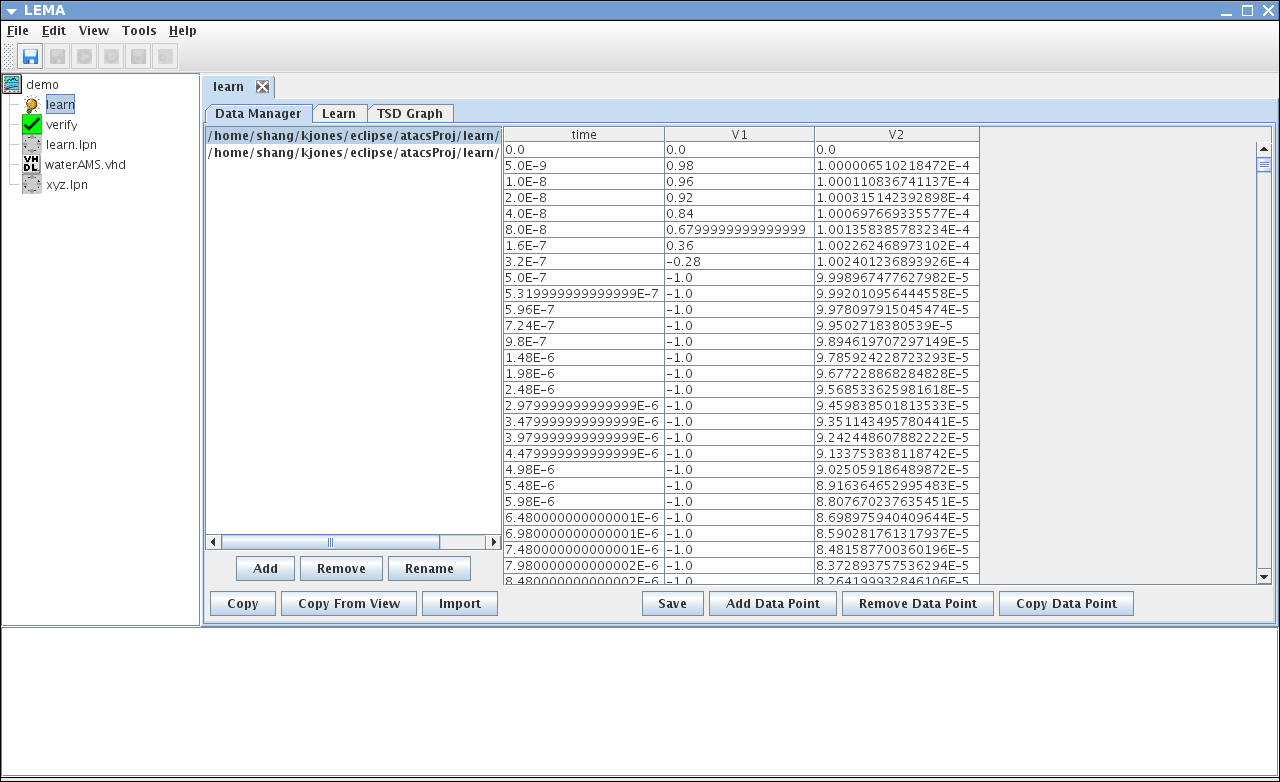 LEMA
File Edit View Tools Help
demo
learn
verify
learn.lpn
VHDL waterAMS.vhd
xyz.lpn
learn
Data Manager Learn TSD Graph
/home/shang/kjones/eclipse/atacsProj/learn/
/home/shang/kjones/eclipse/atacsProj/learn/
time V1 V2
0.0 0.0 0.0
5.0E-9 0.98 1.000006510218472E-4
1.0E-8 0.96 1.000110836741137E-4
2.0E-8 0.92 1.000315142392898E-4
4.0E-8 0.84 1.000697669335577E-4
8.0E-8 0.6799999999999999 1.001358385783234E-4
1.6E-7 0.36 1.002262468973102E-4
3.2E-7 -0.28 1.002401236893926E-4
5.0E-7 -1.0 9.998967477627982E-5
5.319999999999999E-7 -1.0 9.992010956444558E-5
5.96E-7 -1.0 9.978097915045474E-5
7.24E-7 -1.0 9.9502718380539E-5
9.8E-7 -1.0 9.894619707297149E-5
1.48E-6 -1.0 9.785924228723293E-5
1.98E-6 -1.0 9.677228868284828E-5
2.48E-6 -1.0 9.568533625981618E-5
2.979999999999999E-6 -1.0 9.459838501813533E-5
3.479999999999999E-6 -1.0 9.351143495780441E-5
3.979999999999999E-6 -1.0 9.242448607882222E-5
4.479999999999999E-6 -1.0 9.133753838118742E-5
4.98E-6 -1.0 9.025059186489872E-5
5.48E-6 -1.0 8.916364652995483E-5
5.98E-6 -1.0 8.807670237635451E-5
6.480000000000001E-6 -1.0 8.698975940409644E-5
6.980000000000001E-6 -1.0 8.590281761317937E-5
7.480000000000001E-6 -1.0 8.481587700360196E-5
7.980000000000002E-6 -1.0 8.372893757536294E-5
8.480000000000002E-6 -1.0 8.264199932846106E-5
Add Remove Rename
Copy Copy From View Import
Save Add Data Point Remove Data Point Copy Data Point